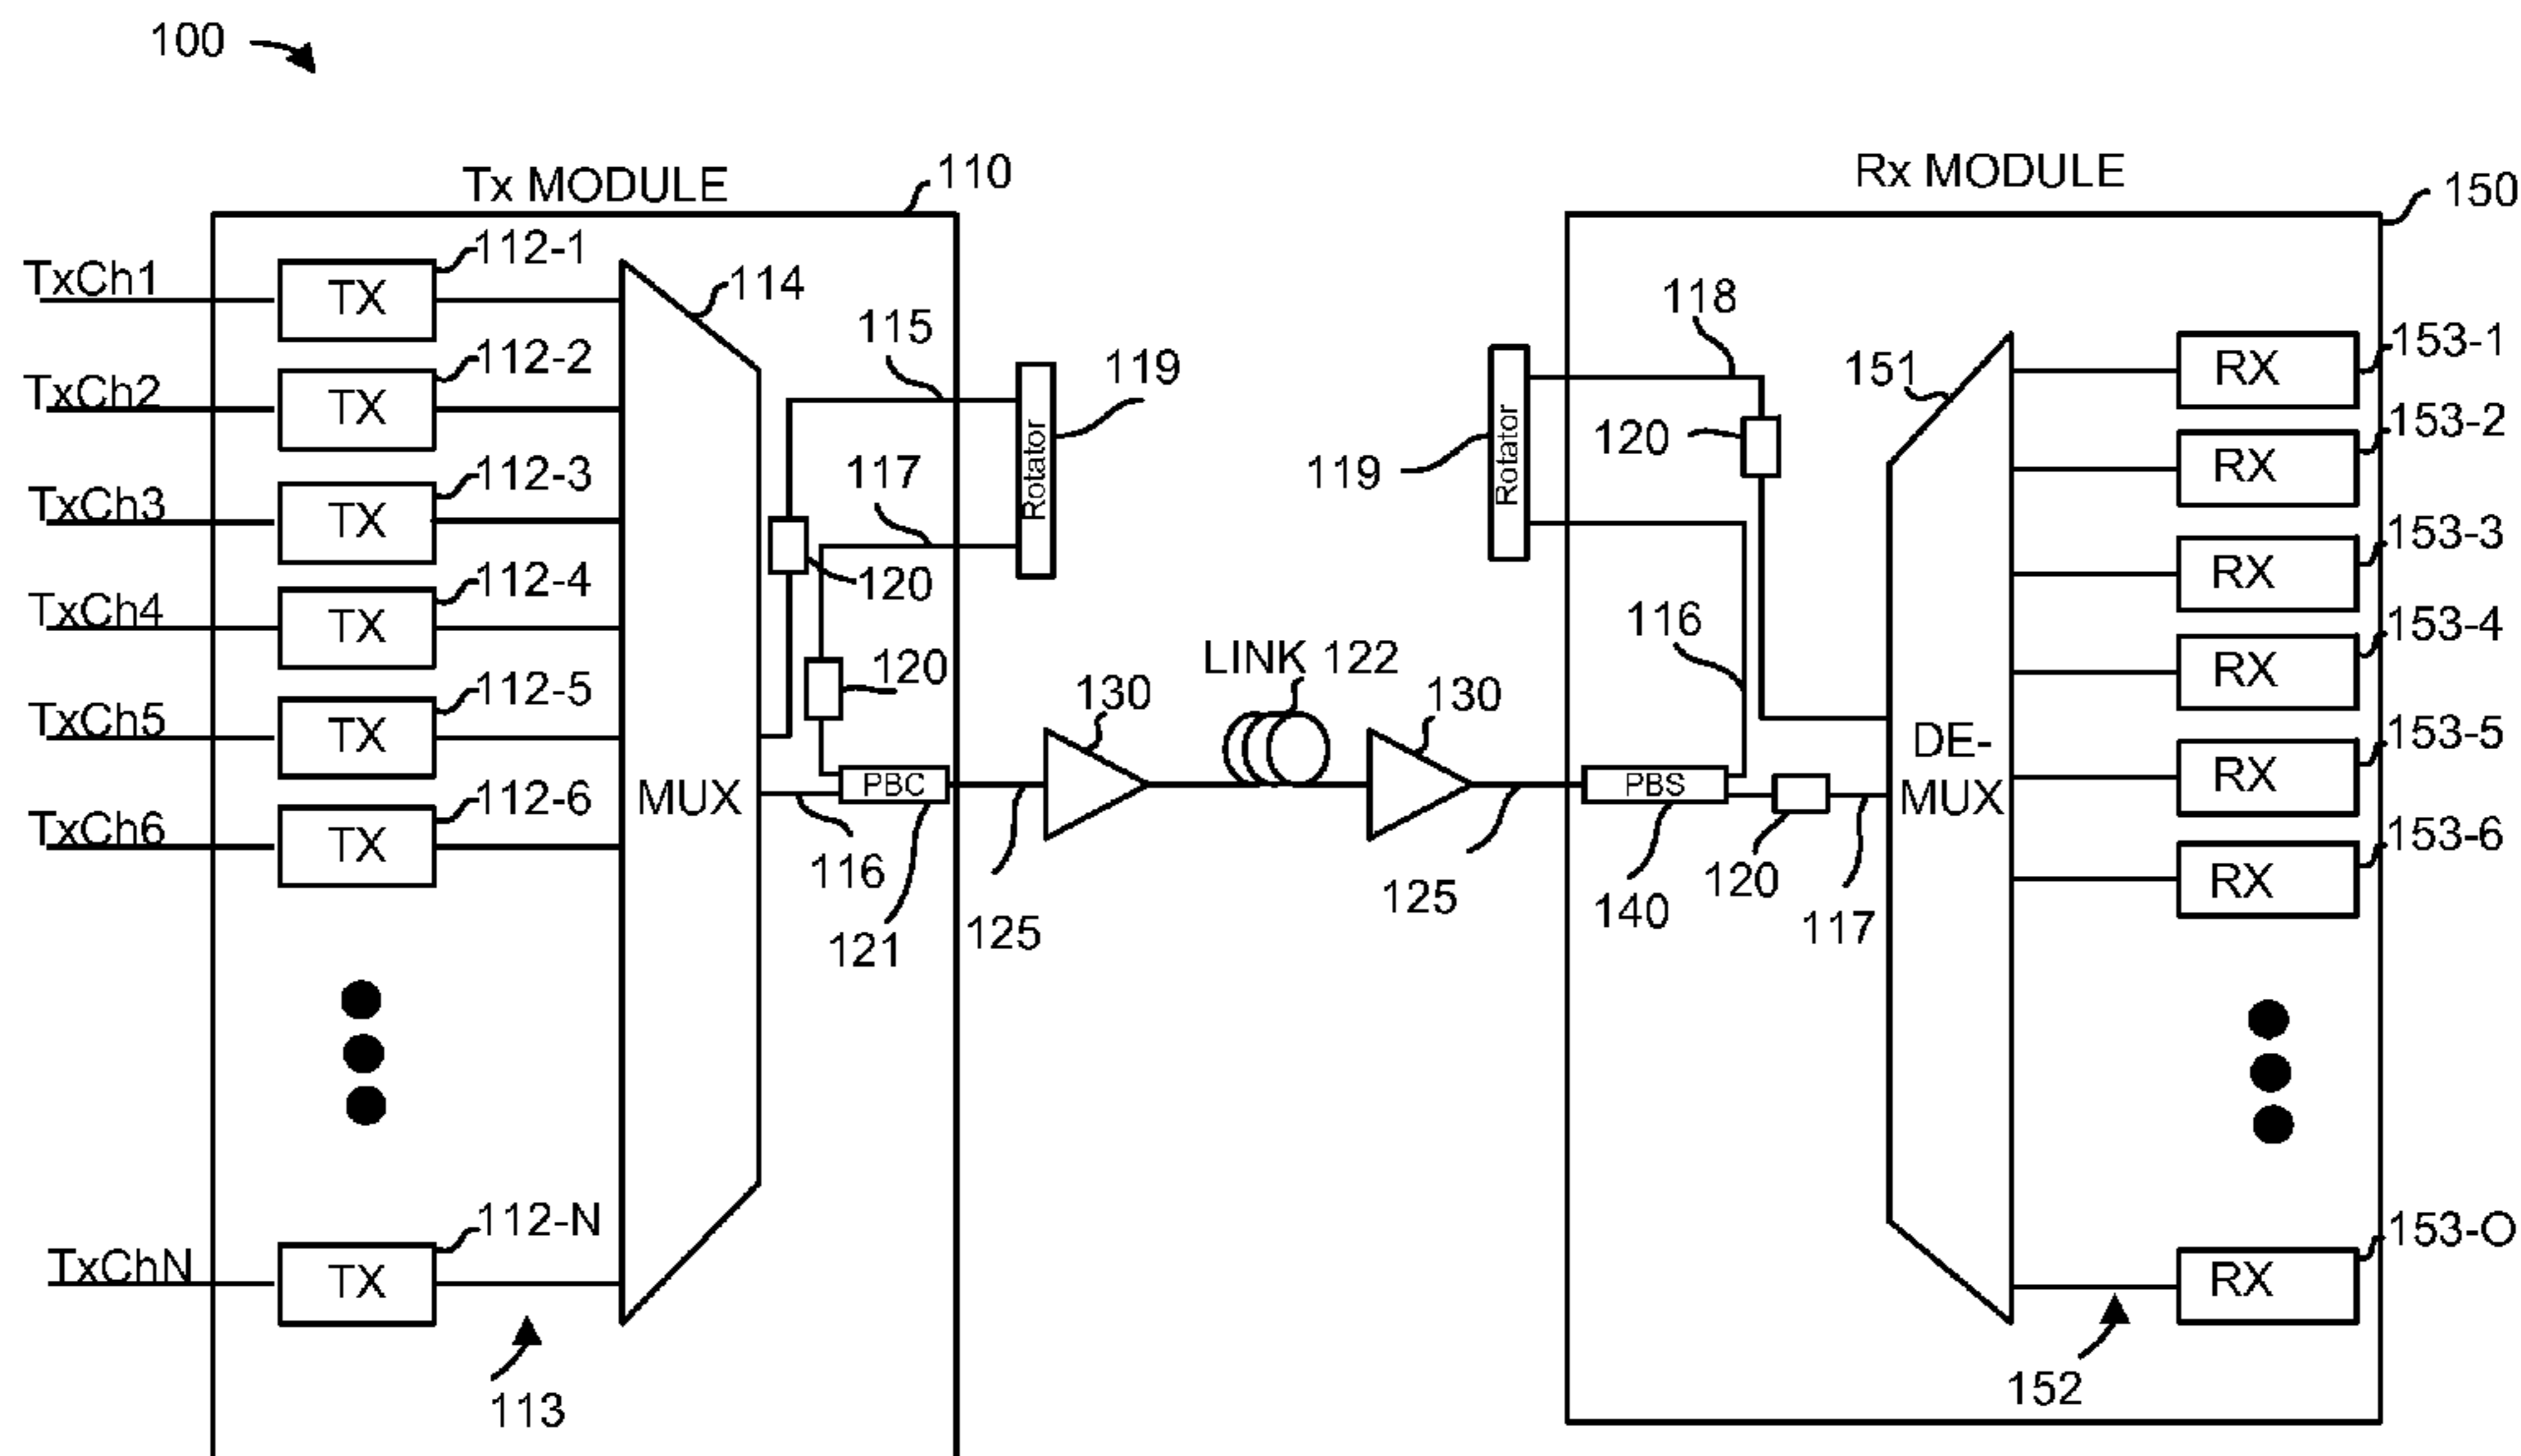 100
Tx MODULE
110
Rx MODULE
150
TxCh1
TX
112-1
114
115
119
Rotator
TxCh2
TX
112-2
117
TxCh3
TX
112-3
120
TxCh4
TX
112-4
120
TxCh5
TX
112-5
MUX
TxCh6
TX
112-6
116
PBC
121
125
130
LINK 122
130
125
TxChN
TX
112-N
113
119
Rotator
118
120
116
PBS
140
120
117
151
DE-
MUX
RX
153-1
RX
153-2
RX
153-3
RX
153-4
RX
153-5
RX
153-6
RX
153-O
152